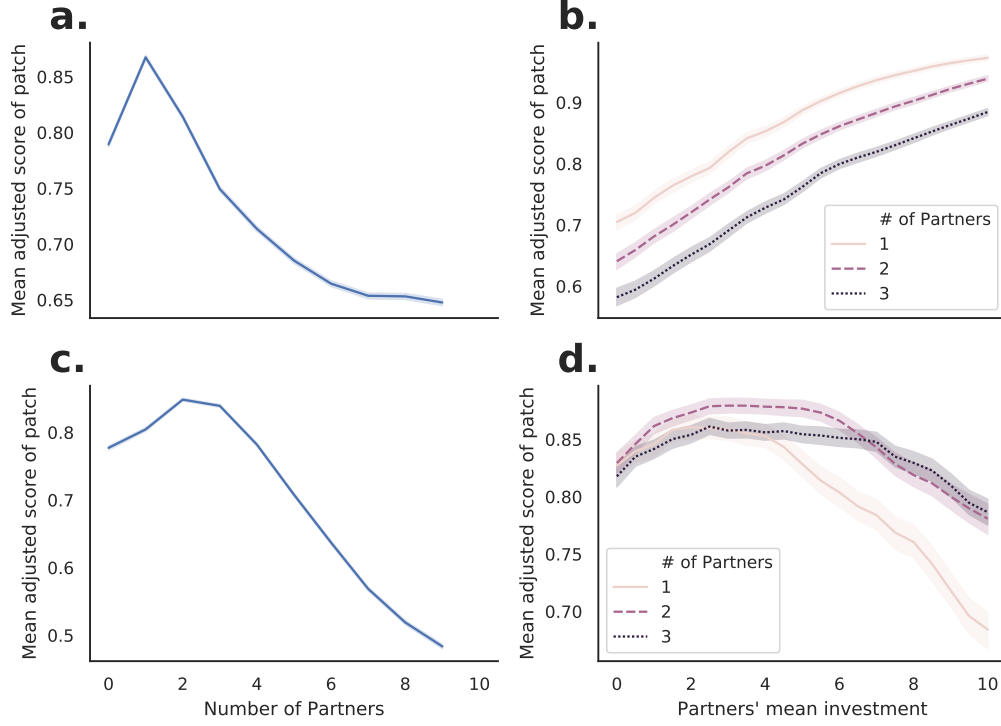 a.
Mean adjusted score of patch
0.85
0.80
0.75
0.70
0.65
b.
Mean adjusted score of patch
0.9
0.8
0.7
0.6
# of Partners
1
2
3
c.
Mean adjusted score of patch
0.8
0.7
0.6
0.5
0 2 4 6 8 10
Number of Partners
d.
Mean adjusted score of patch
0.85
0.80
0.75
0.70
# of Partners
1
2
3
0 2 4 6 8 10
Partners' mean investment